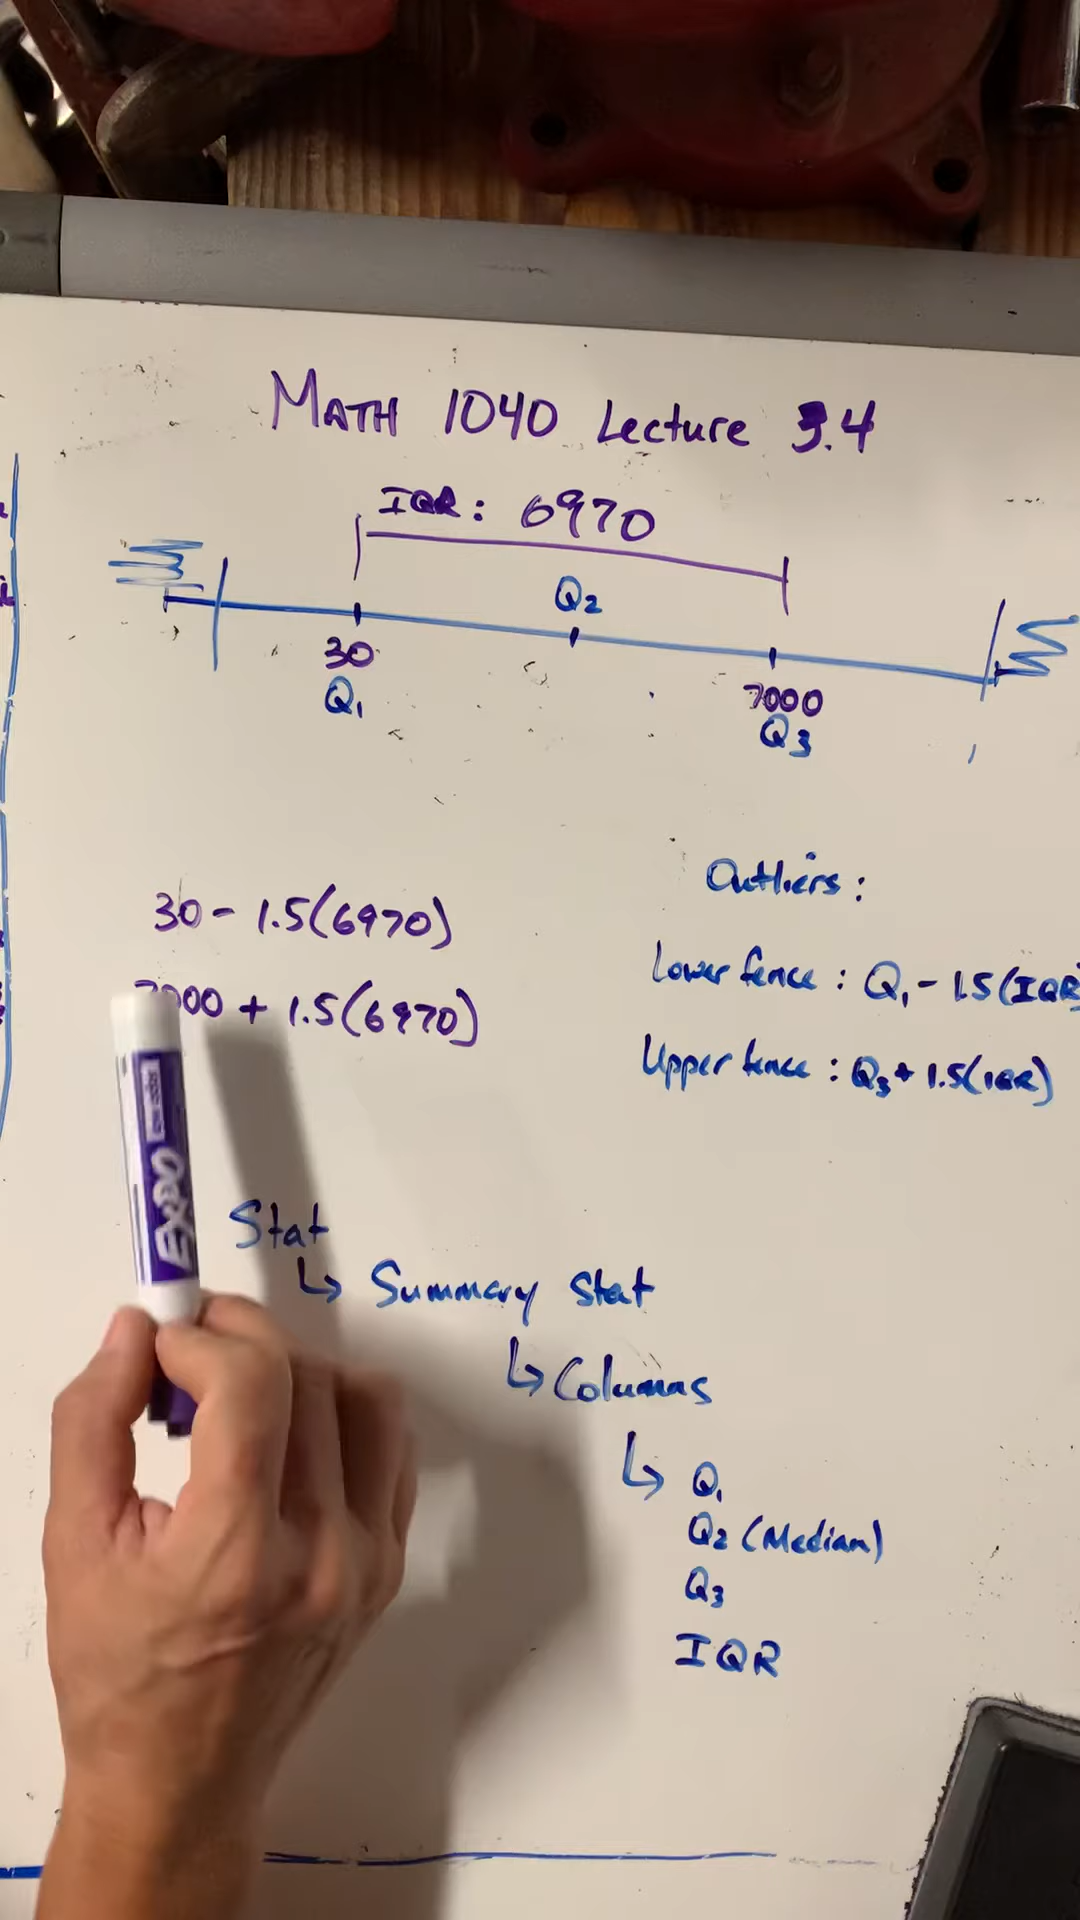 MATH 1040 Lecture 3.4
IQR: 6970
Q2
30
Q1
7000
Q3
30 - 1.5(6970)
7000 + 1.5(6970)
Outliers:
Lower fence: Q1 - 1.5(IQR)
Upper fence: Q3 + 1.5(IQR)
EXPO
Stat
↳ Summary Stat
↳ Columns
↳ Q1
Q2 (Median)
Q3
IQR